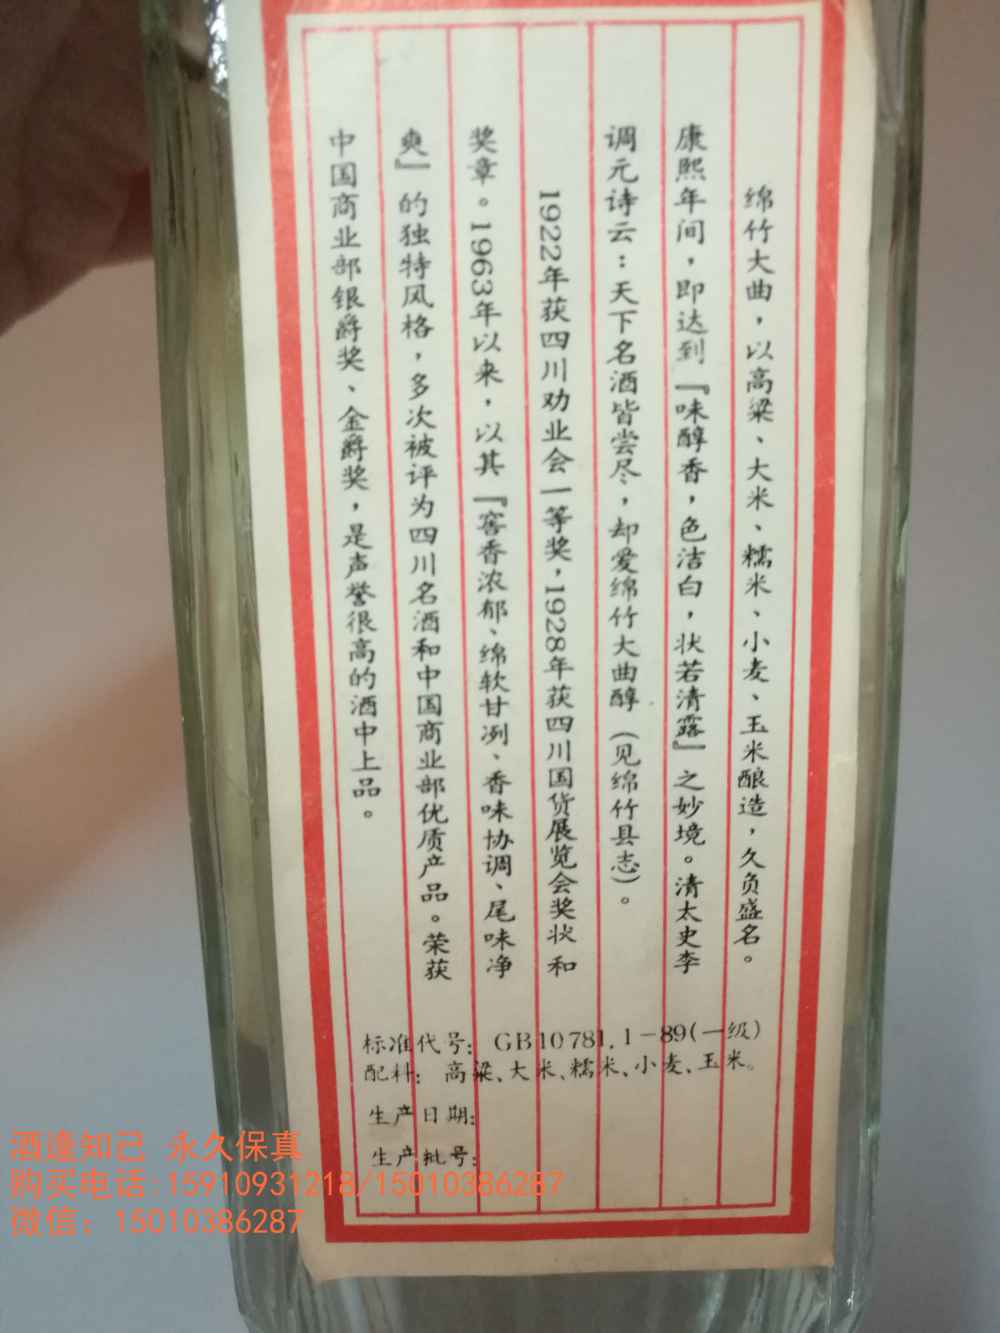 绵竹大曲，以高粱、大米、糯米、小麦、玉米酿造，久负盛名。
康熙年间，即达到『味醇香，色洁白，状若清露』之妙境。清太史李
调元诗云：天下名酒皆尝尽，却爱绵竹大曲醇（见绵竹县志）。
1922年获四川劝业会一等奖，1928年获四川国货展览会奖状和
奖章。1963年以来，以其『窖香浓郁、绵软甘冽、香味协调、尾味净
爽』的独特风格，多次被评为四川名酒和中国商业部优质产品。荣获
中国商业部银爵奖、金爵奖，是声誉很高的酒中上品。
标准代号：GB10781.1-89(一级)
配料：高粱、大米、糯米、小麦、玉米。
生产日期：
生产批号：
酒逢知己 永久保真
购买电话:15910931218/15010386287
微信：15010386287